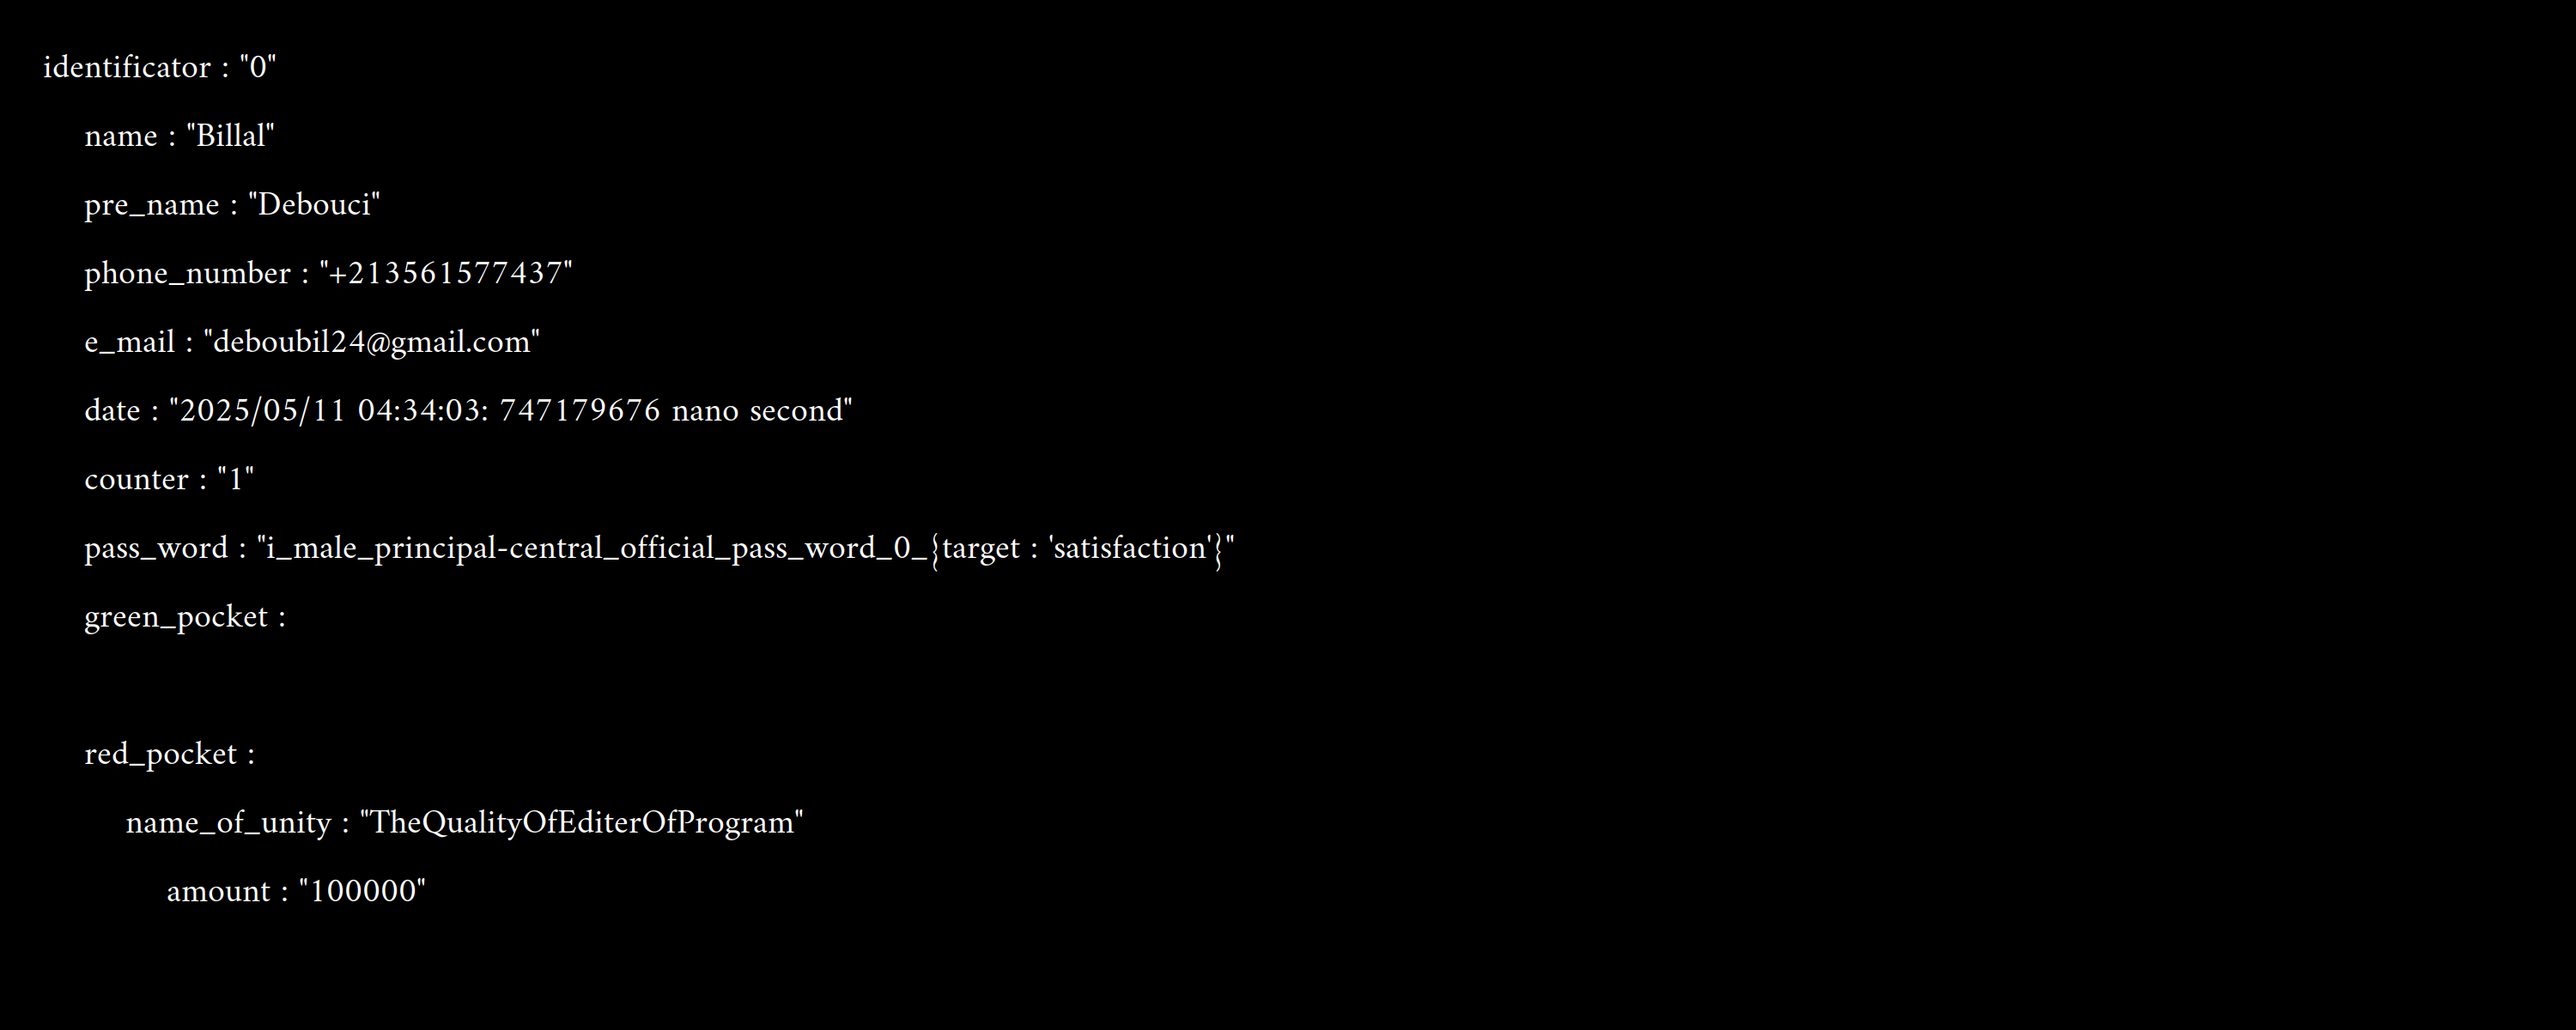 identificator : "0"
name : "Billal"
pre_name : "Debouci"
phone_number : "+213561577437"
e_mail : "deboubil24@gmail.com"
date : "2025/05/11 04:34:03: 747179676 nano second"
counter : "1"
pass_word : "i_male_principal-central_official_pass_word_0_{target : 'satisfaction'}"
green_pocket :
red_pocket :
name_of_unity : "TheQualityOfEditerOfProgram"
amount : "100000"